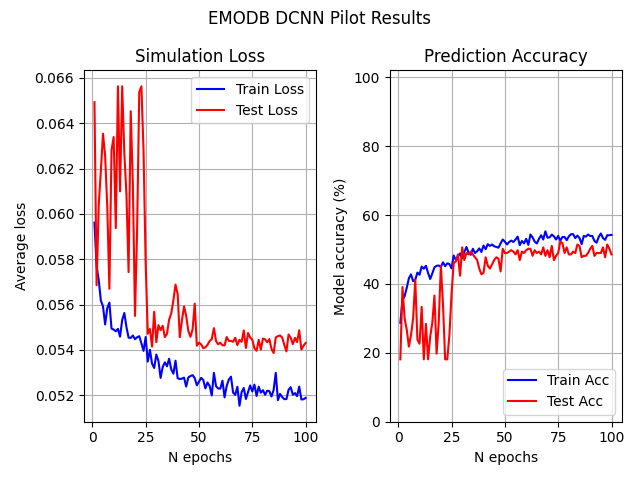 EMODB DCNN Pilot Results
Simulation Loss
Average loss
0.066
0.064
0.062
0.060
0.058
0.056
0.054
0.052
Train Loss
Test Loss
0 25 50 75 100
N epochs
Prediction Accuracy
Model accuracy (%)
100
80
60
40
20
0
Train Acc
Test Acc
0 25 50 75 100
N epochs